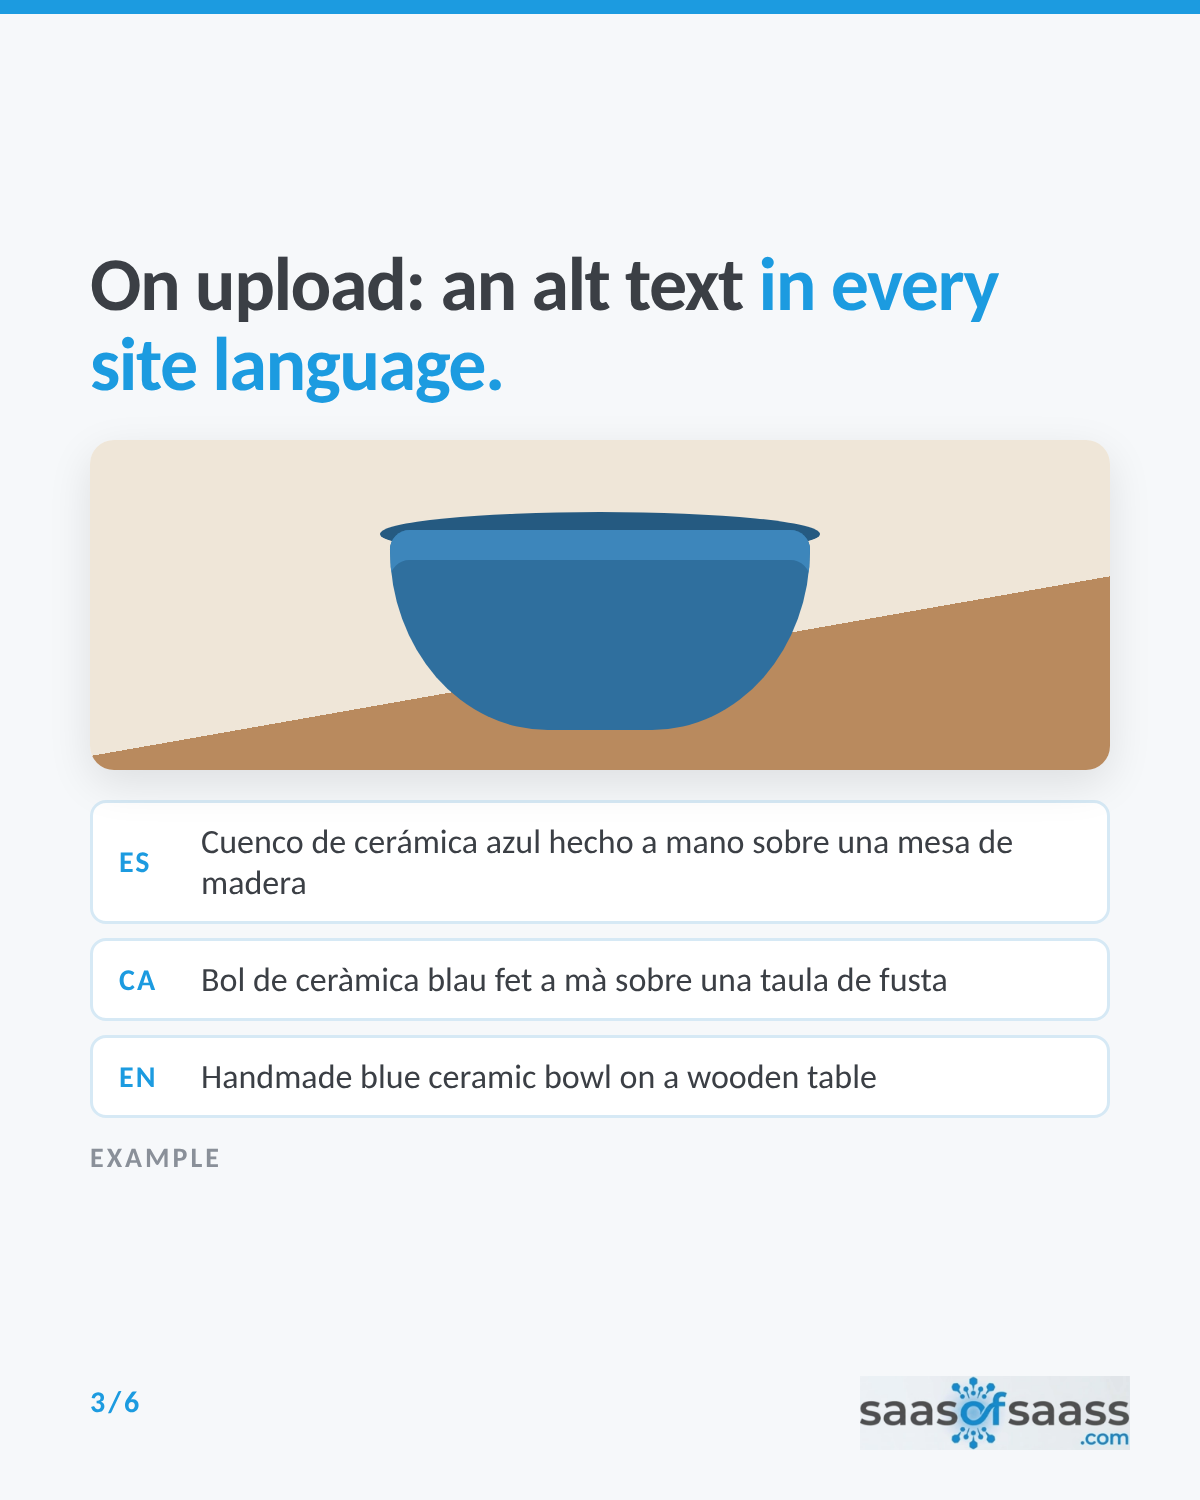 On upload: an alt text in every
site language.
ES
Cuenco de cerámica azul hecho a mano sobre una mesa de
madera
CA
Bol de ceràmica blau fet a mà sobre una taula de fusta
EN
Handmade blue ceramic bowl on a wooden table
EXAMPLE
3/6
saasofsaass
.com